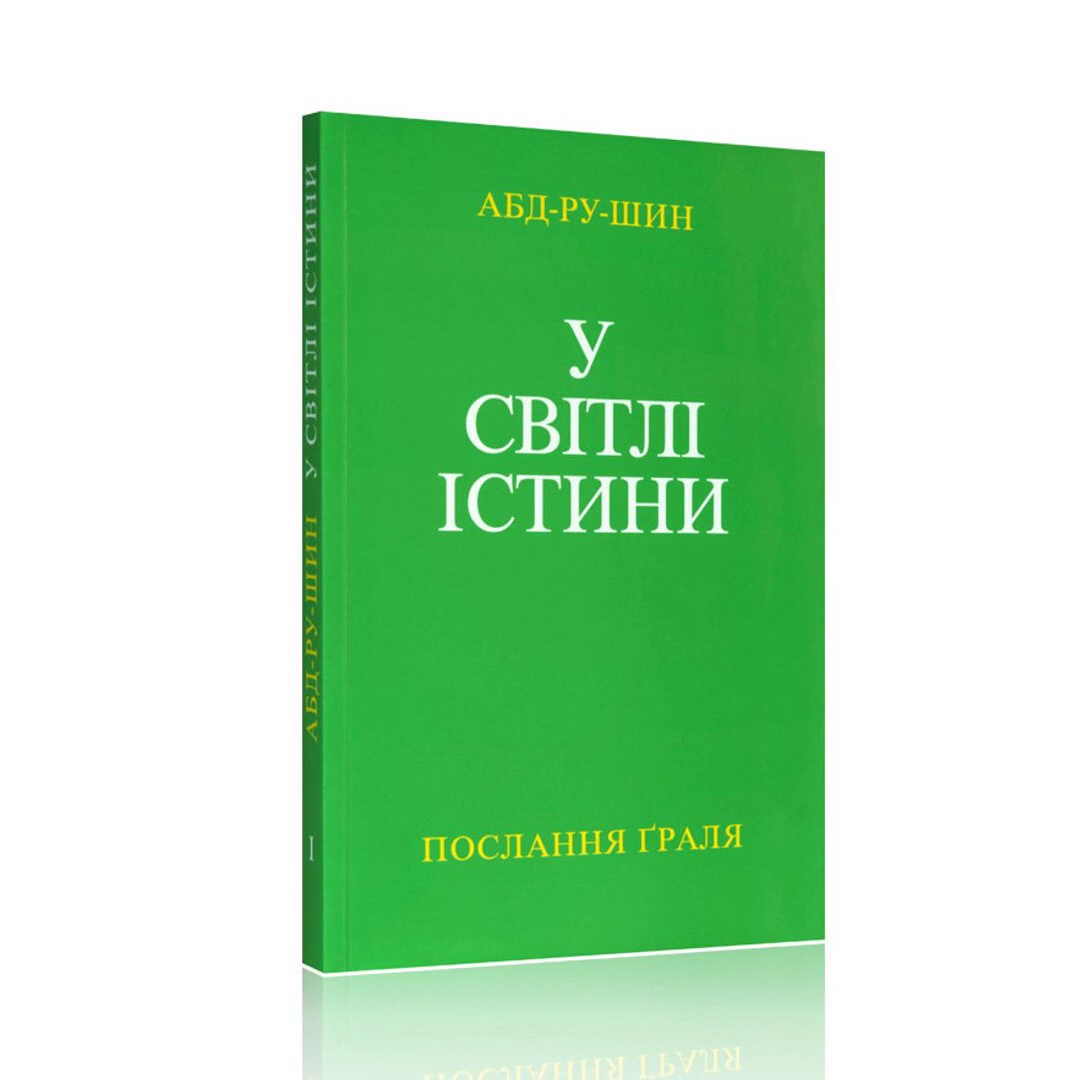 АБД-РУ-ШИН
У
СВІТЛІ
ІСТИНИ
ПОСЛАННЯ ҐРАЛЯ
АБД-РУ-ШИН У СВІТЛІ ІСТИНИ
I